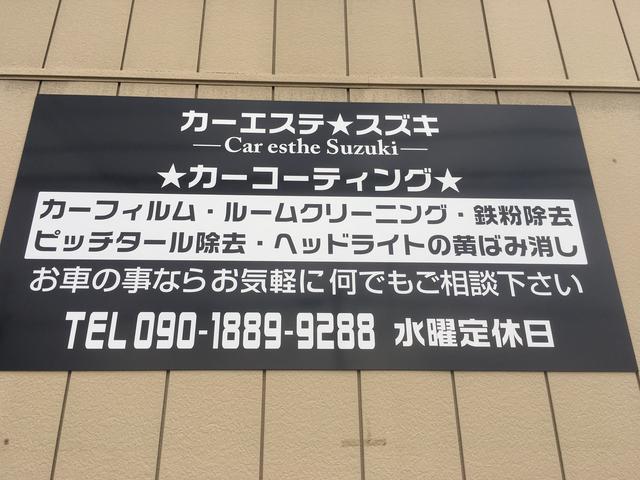 カーエステ★スズキ
―Car esthe Suzuki―
★カーコーティング★
カーフィルム・ルームクリーニング・鉄粉除去
ピッチタール除去・ヘッドライトの黄ばみ消し
お車の事ならお気軽に何でもご相談下さい
TEL 090-1889-9288 水曜定休日